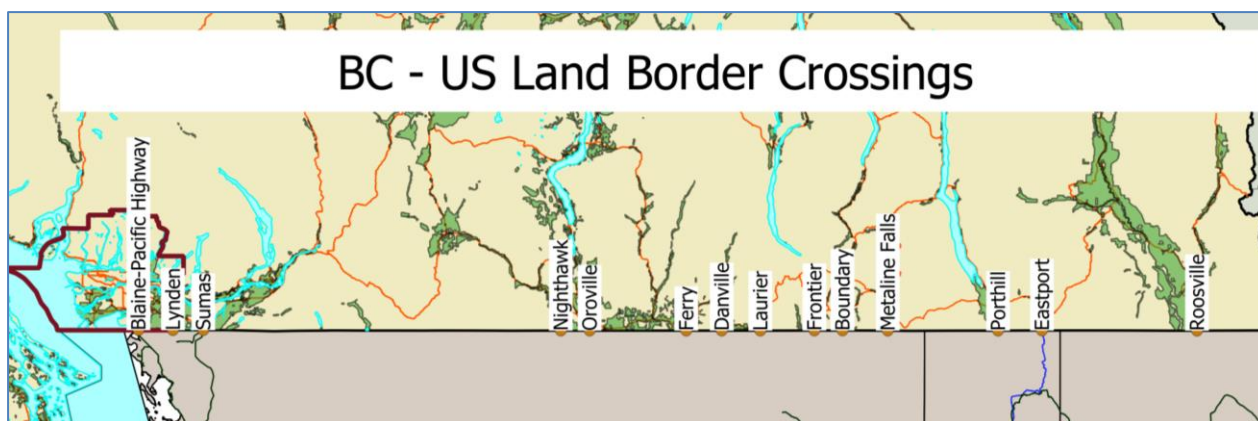 BC - US Land Border Crossings
Blaine-Pacific Highway
Lynden
Sumas
Nighthawk
Oroville
Ferry
Danville
Laurier
Frontier
Boundary
Metaline Falls
Porthill
Eastport
Roosville